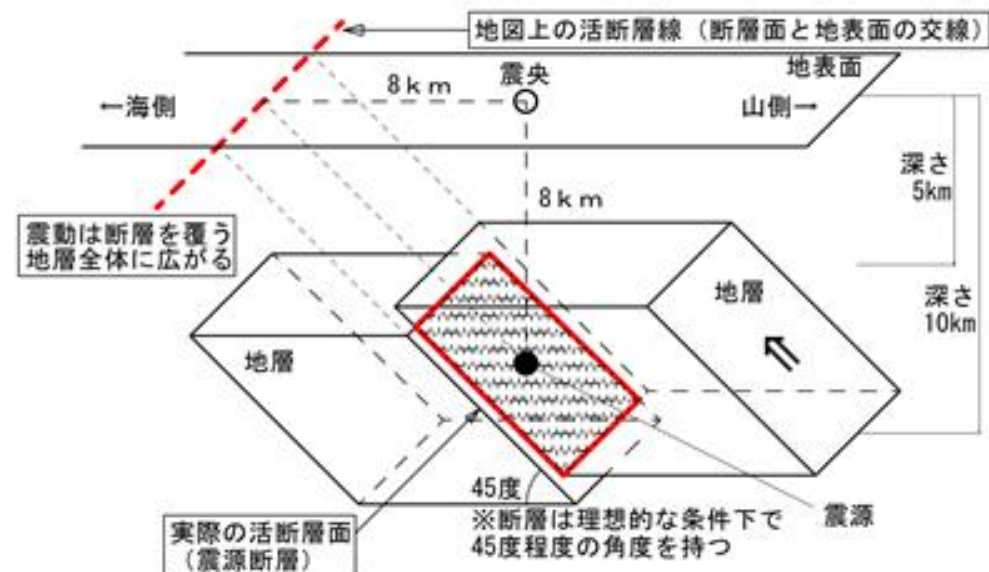 地図上の活断層線（断層面と地表面の交線）
地表面
震央
8km
←海側
山側→
深さ
5km
8km
震動は断層を覆う
地層全体に広がる
地層
深さ
10km
地層
45度
※断層は理想的な条件下で
45度程度の角度を持つ
震源
実際の活断層面
（震源断層）